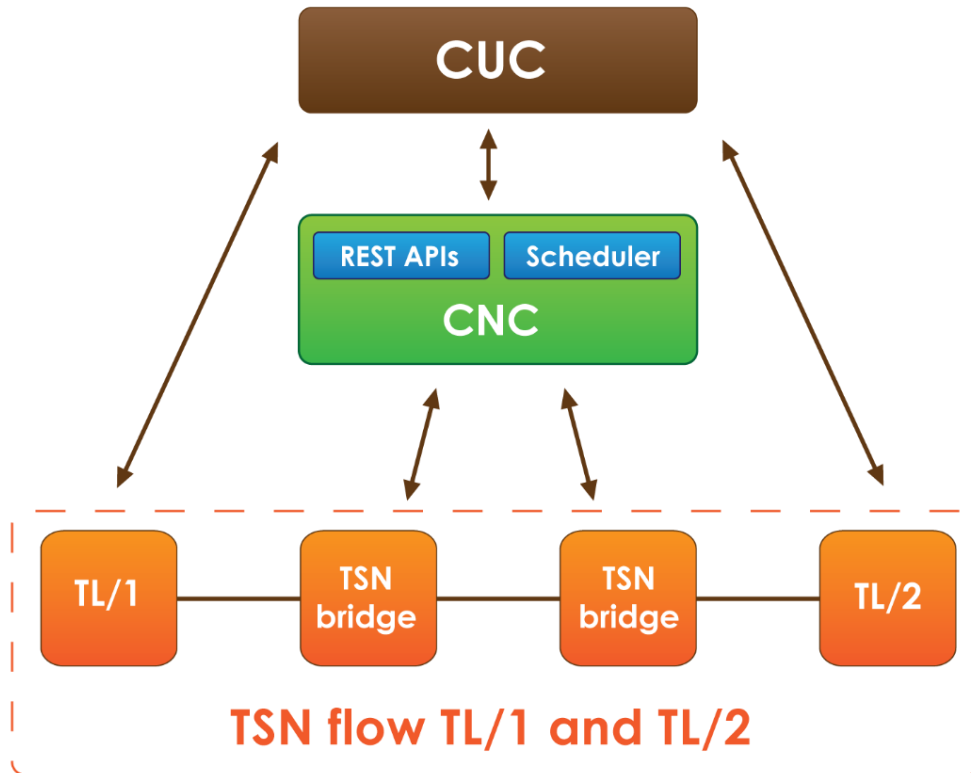 CUC
REST APIs
Scheduler
CNC
TL/1
TSN
bridge
TSN
bridge
TL/2
TSN flow TL/1 and TL/2